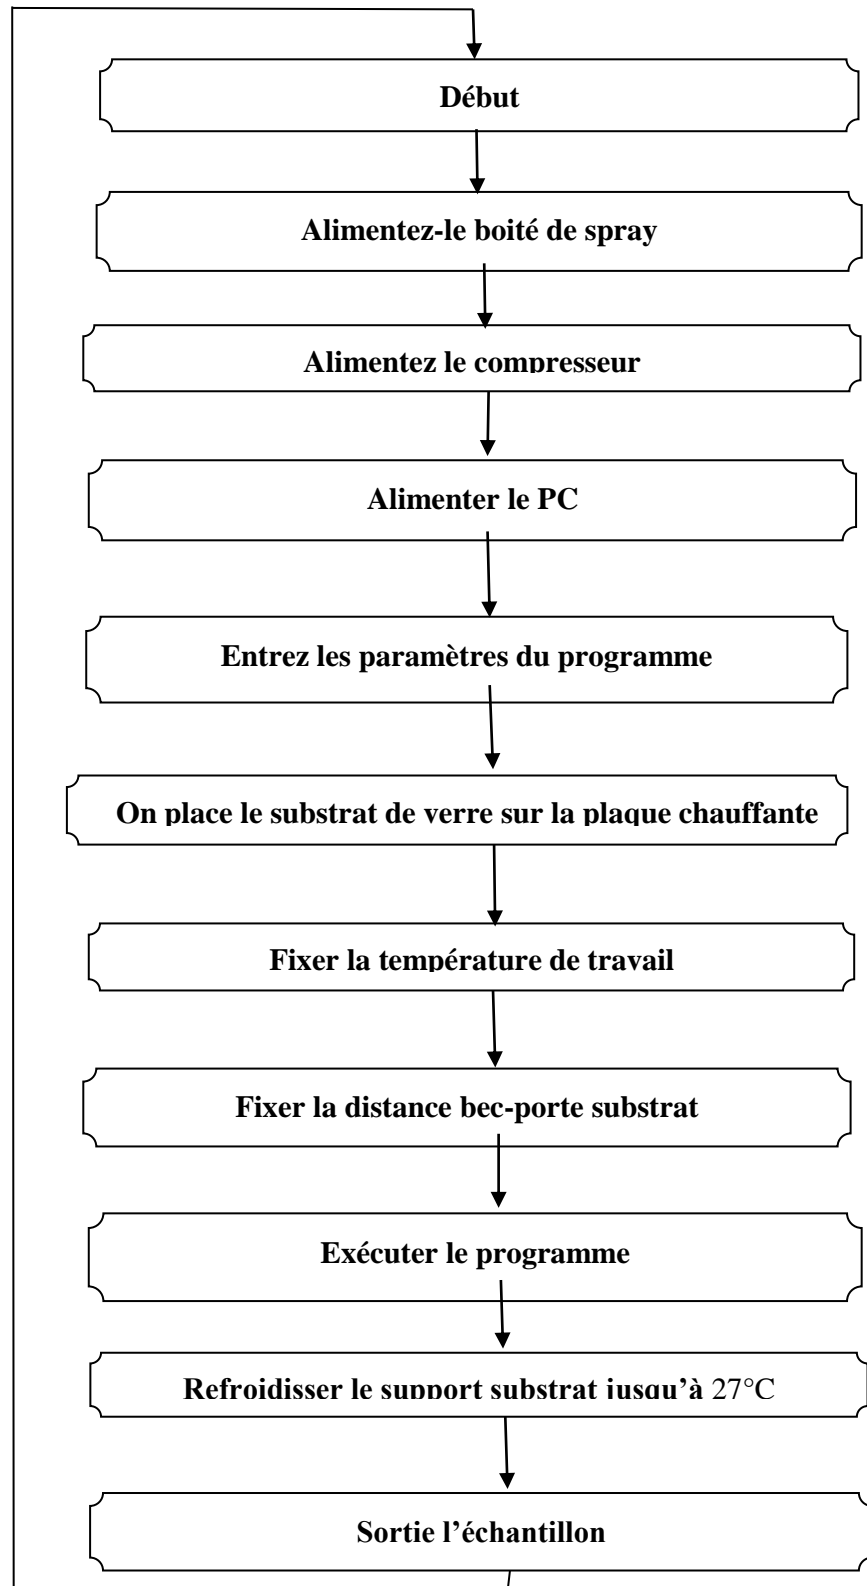 Début
Alimentez-le boité de spray
Alimentez le compresseur
Alimenter le PC
Entrez les paramètres du programme
On place le substrat de verre sur la plaque chauffante
Fixer la température de travail
Fixer la distance bec-porte substrat
Exécuter le programme
Refroidisser le support substrat jusqu’à 27°C
Sortie l’échantillon